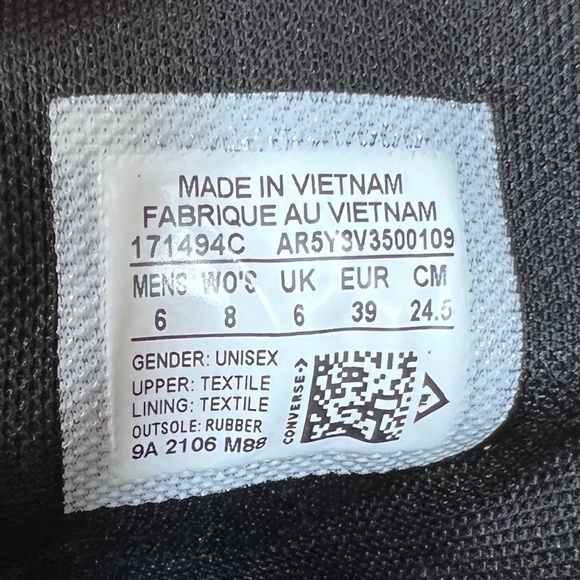 MADE IN VIETNAM
FABRIQUE AU VIETNAM
171494C AR5Y3V3500109
MENS WO'S UK EUR CM
6 8 6 39 24.5
GENDER: UNISEX
UPPER: TEXTILE
LINING: TEXTILE
OUTSOLE: RUBBER
9A 2106 M88
CONVERSE